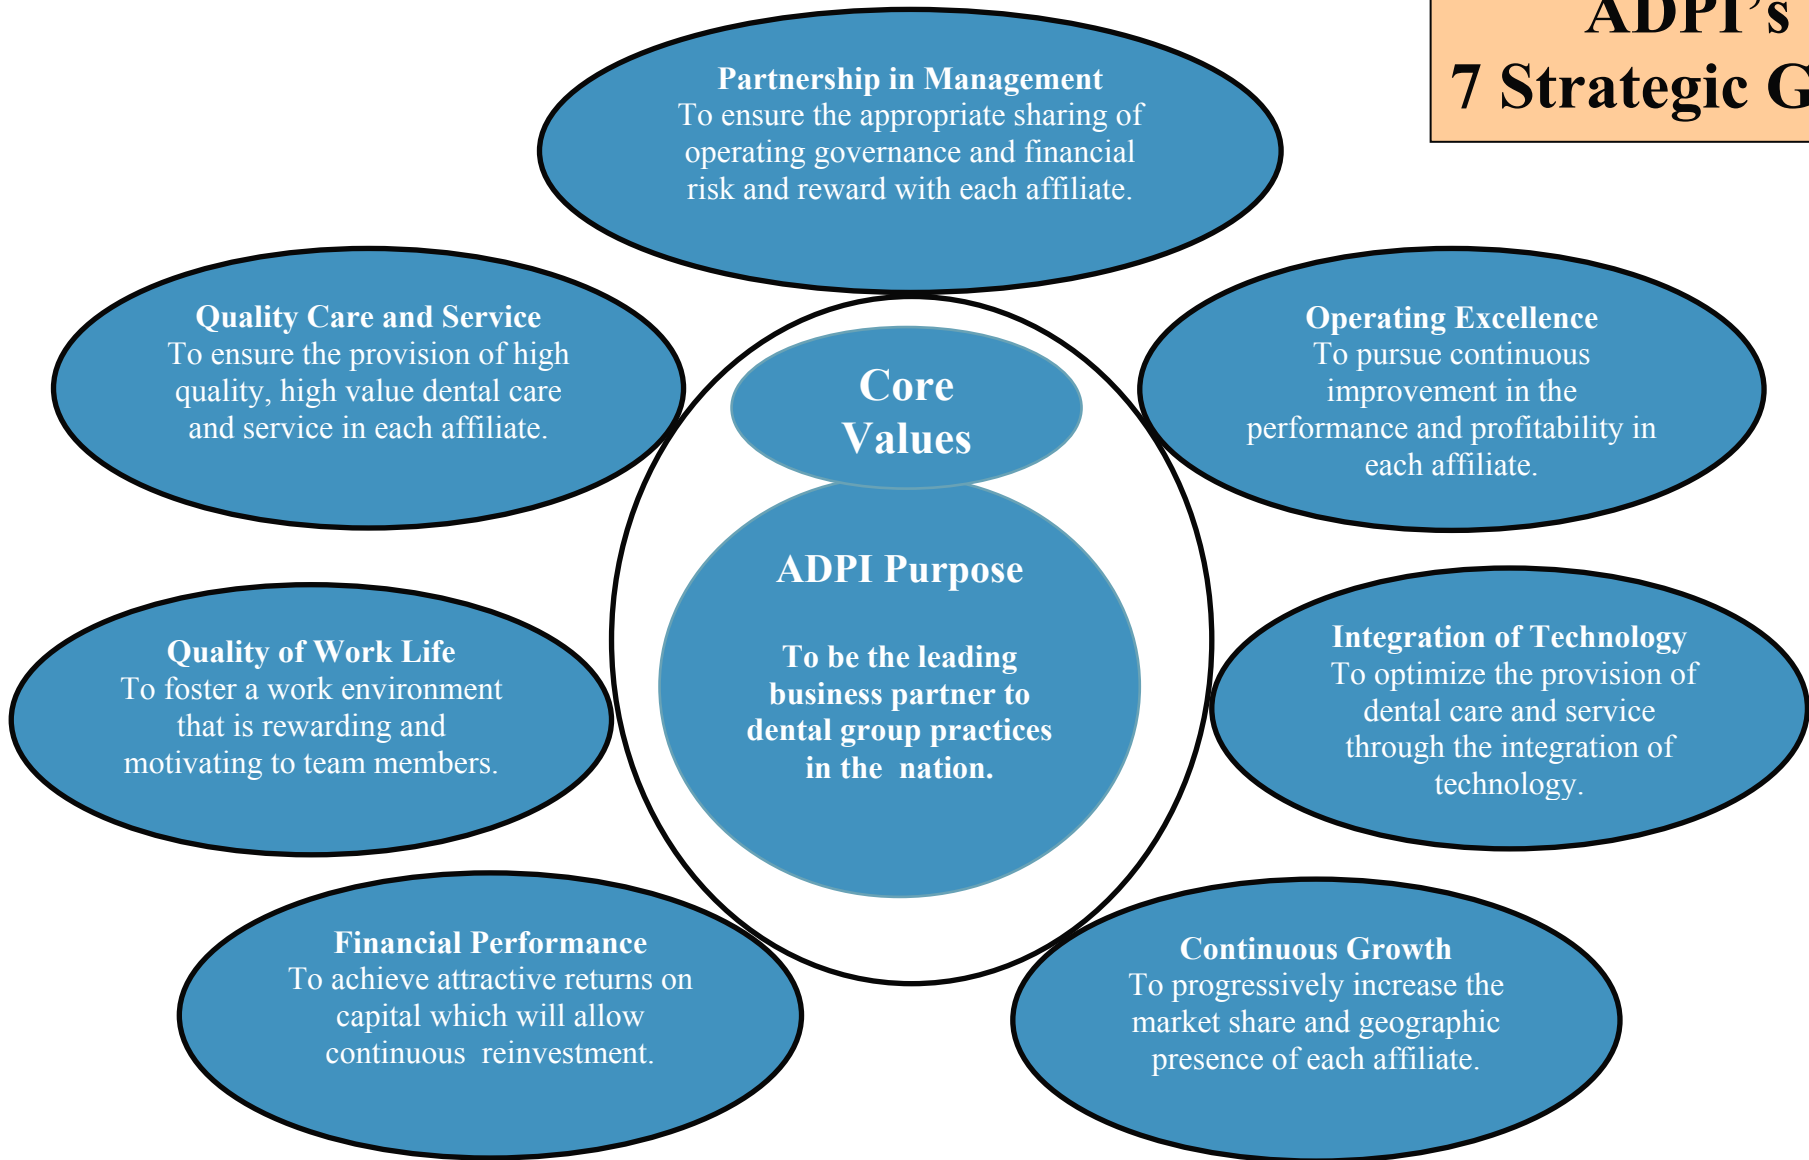 ADPI's
7 Strategic G
Partnership in Management
To ensure the appropriate sharing of
operating governance and financial
risk and reward with each affiliate.
Quality Care and Service
To ensure the provision of high
quality, high value dental care
and service in each affiliate.
Operating Excellence
To pursue continuous
improvement in the
performance and profitability in
each affiliate.
Core
Values
ADPI Purpose
To be the leading
business partner to
dental group practices
in the nation.
Quality of Work Life
To foster a work environment
that is rewarding and
motivating to team members.
Integration of Technology
To optimize the provision of
dental care and service
through the integration of
technology.
Financial Performance
To achieve attractive returns on
capital which will allow
continuous reinvestment.
Continuous Growth
To progressively increase the
market share and geographic
presence of each affiliate.